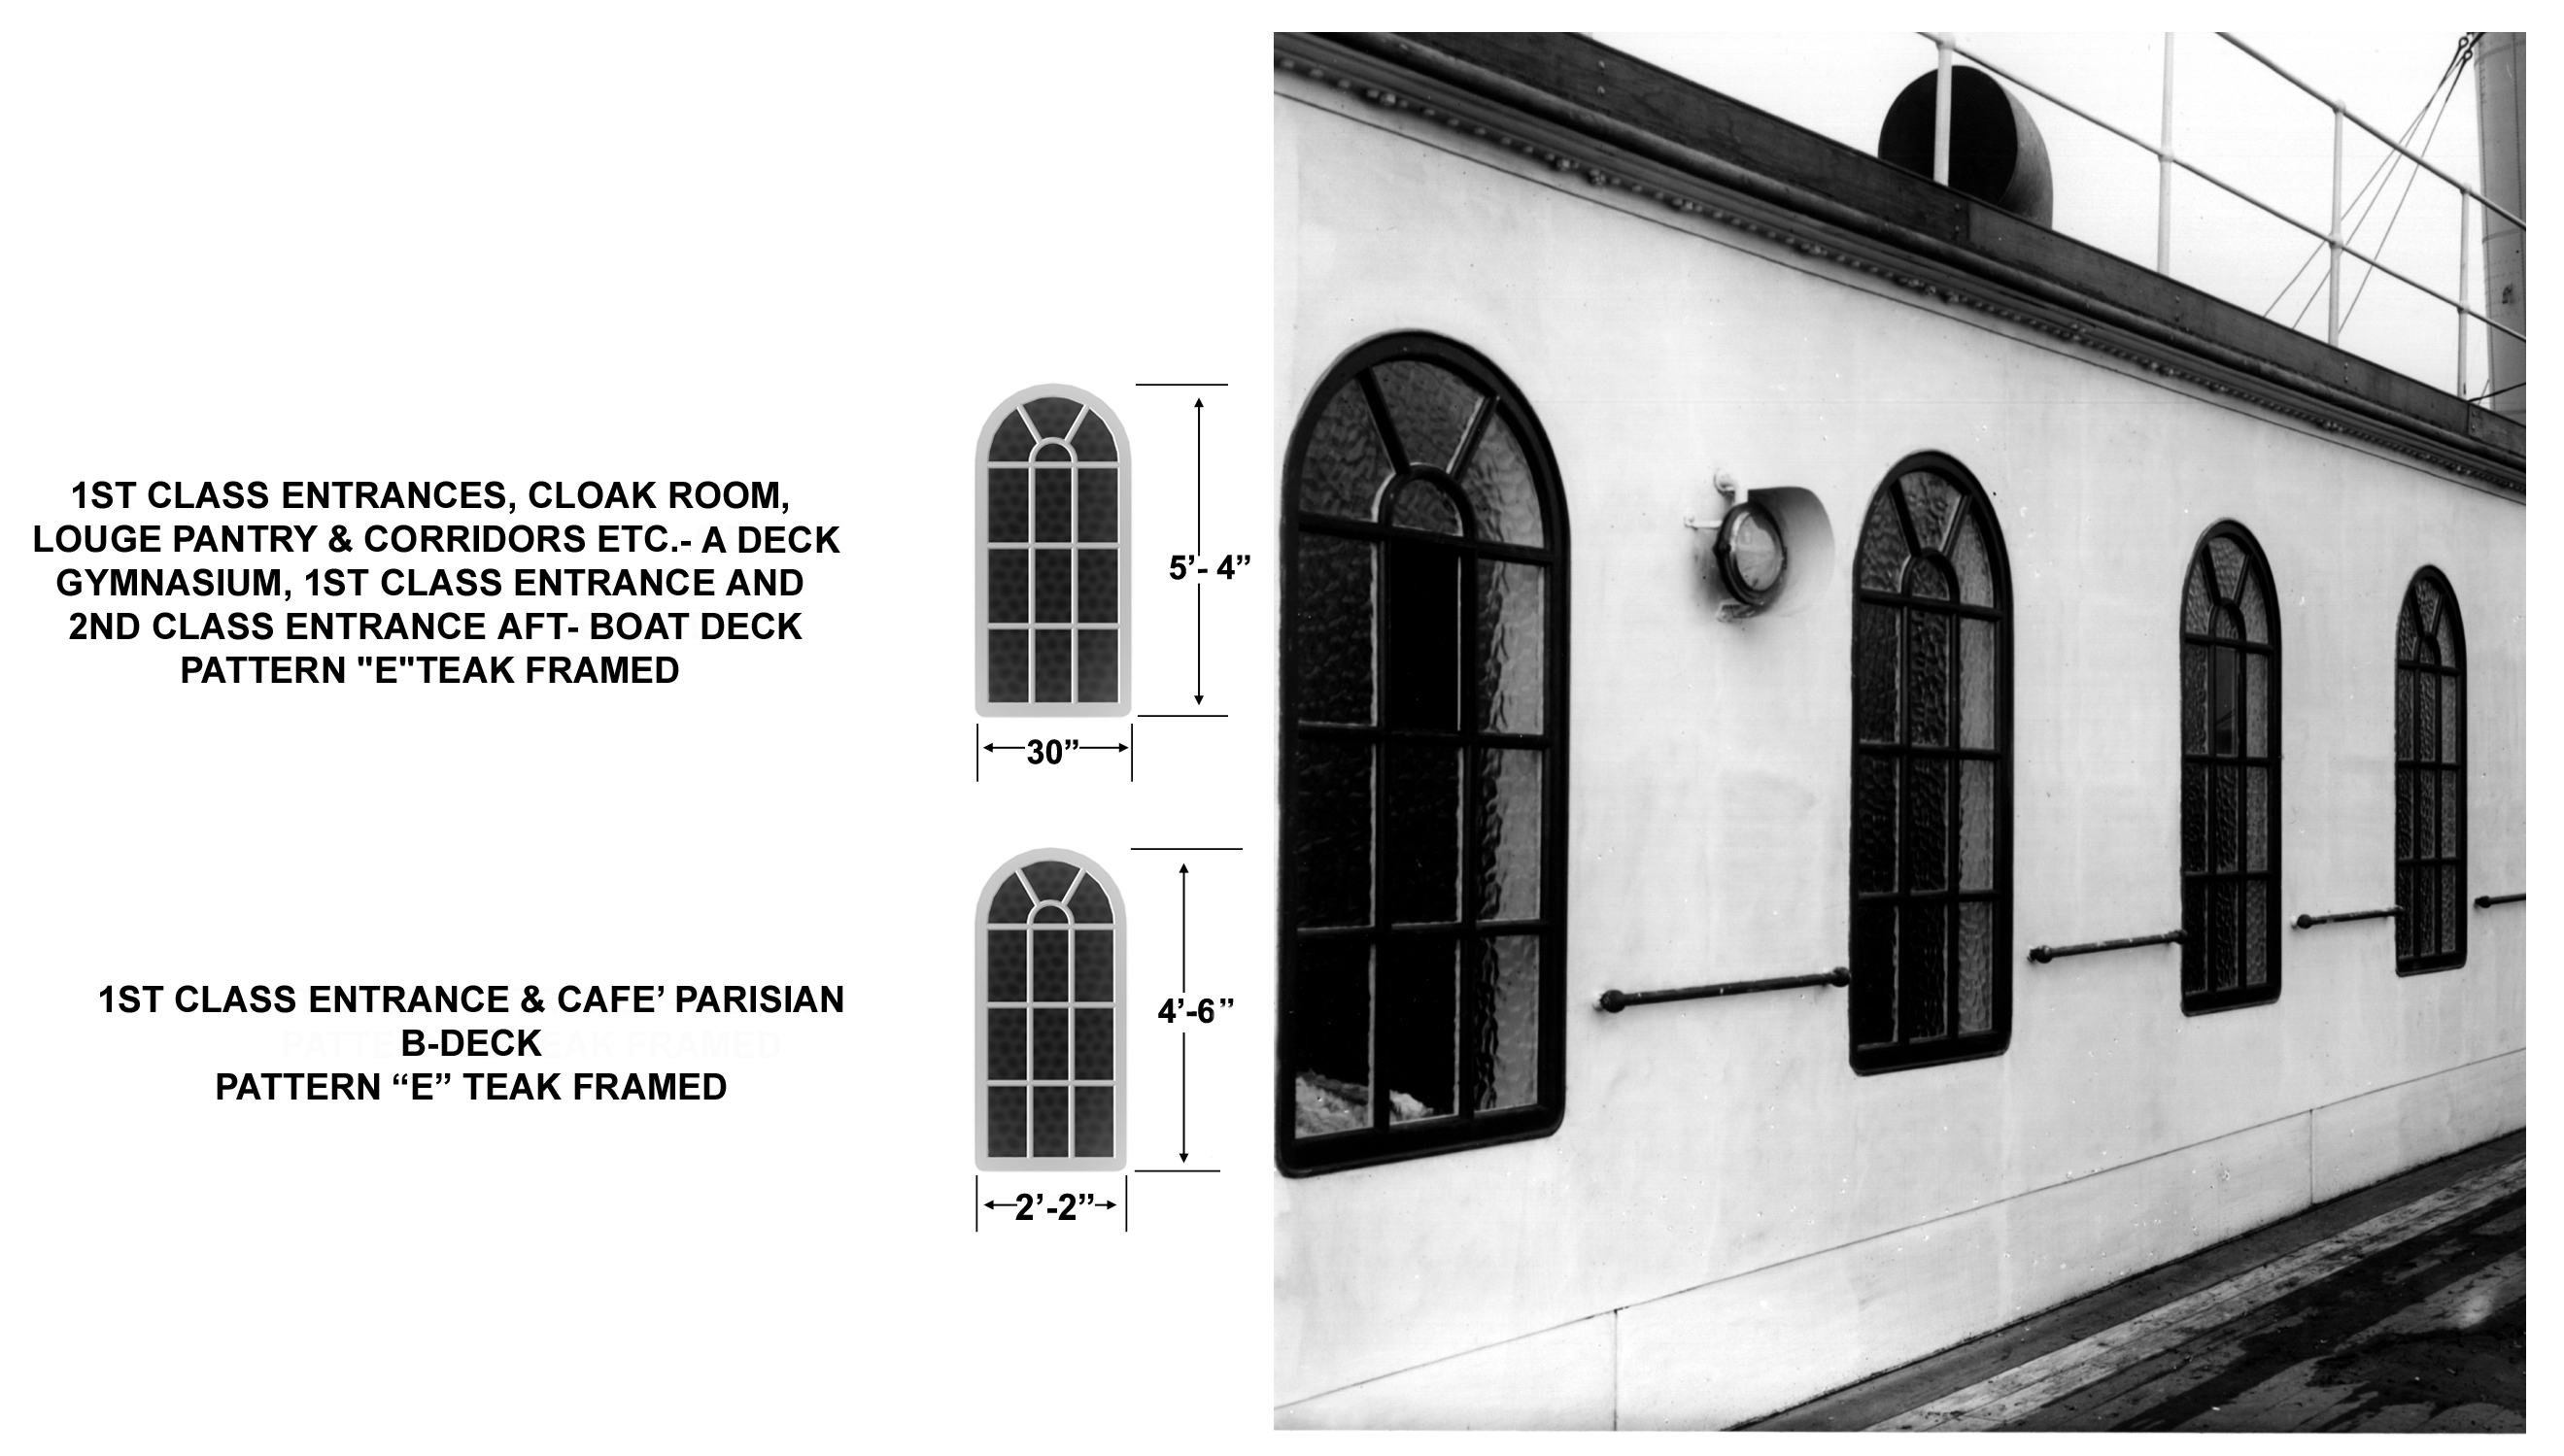 1ST CLASS ENTRANCES, CLOAK ROOM,
LOUGE PANTRY & CORRIDORS ETC.- A DECK
GYMNASIUM, 1ST CLASS ENTRANCE AND
2ND CLASS ENTRANCE AFT- BOAT DECK
PATTERN "E"TEAK FRAMED
5’- 4”
30”
1ST CLASS ENTRANCE & CAFE’ PARISIAN
B-DECK
PATTERN “E” TEAK FRAMED
4’-6”
2’-2”